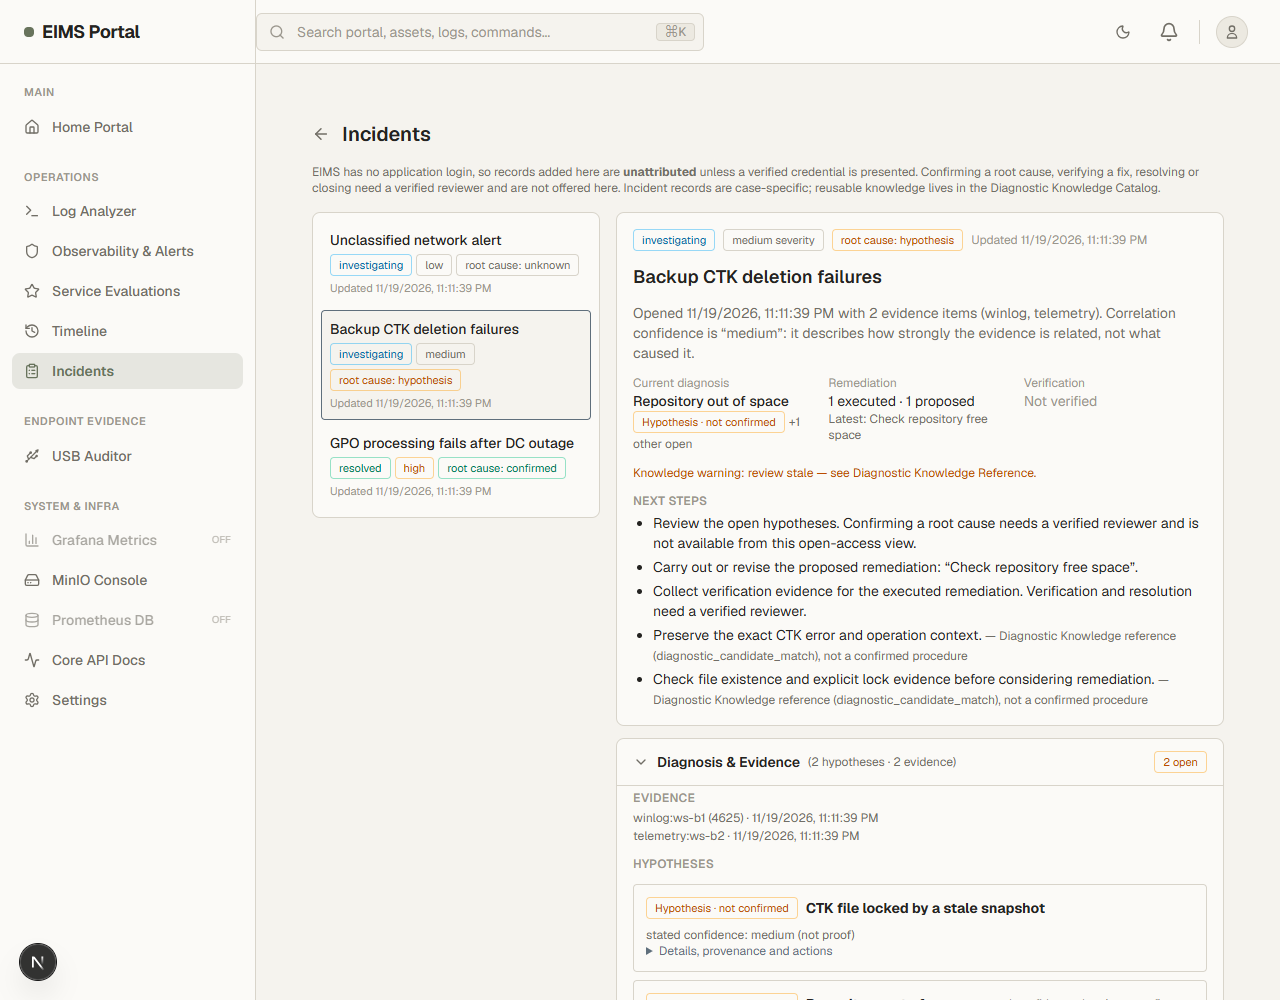 EIMS Portal
Search portal, assets, logs, commands...
⌘K
MAIN
Home Portal
OPERATIONS
Log Analyzer
Observability & Alerts
Service Evaluations
Timeline
Incidents
ENDPOINT EVIDENCE
USB Auditor
SYSTEM & INFRA
Grafana Metrics OFF
MinIO Console
Prometheus DB OFF
Core API Docs
Settings
N
Incidents
EIMS has no application login, so records added here are unattributed unless a verified credential is presented. Confirming a root cause, verifying a fix, resolving or
closing need a verified reviewer and are not offered here. Incident records are case-specific; reusable knowledge lives in the Diagnostic Knowledge Catalog.
Unclassified network alert
investigating low root cause: unknown
Updated 11/19/2026, 11:11:39 PM
Backup CTK deletion failures
investigating medium
root cause: hypothesis
Updated 11/19/2026, 11:11:39 PM
GPO processing fails after DC outage
resolved high root cause: confirmed
Updated 11/19/2026, 11:11:39 PM
investigating medium severity root cause: hypothesis Updated 11/19/2026, 11:11:39 PM
Backup CTK deletion failures
Opened 11/19/2026, 11:11:39 PM with 2 evidence items (winlog, telemetry). Correlation
confidence is “medium”: it describes how strongly the evidence is related, not what
caused it.
Current diagnosis
Repository out of space
Hypothesis · not confirmed +1
other open
Remediation
1 executed · 1 proposed
Latest: Check repository free
space
Verification
Not verified
Knowledge warning: review stale — see Diagnostic Knowledge Reference.
NEXT STEPS
• Review the open hypotheses. Confirming a root cause needs a verified reviewer and is
not available from this open-access view.
• Carry out or revise the proposed remediation: “Check repository free space”.
• Collect verification evidence for the executed remediation. Verification and resolution
need a verified reviewer.
• Preserve the exact CTK error and operation context. — Diagnostic Knowledge reference
(diagnostic_candidate_match), not a confirmed procedure
• Check file existence and explicit lock evidence before considering remediation. —
Diagnostic Knowledge reference (diagnostic_candidate_match), not a confirmed procedure
Diagnosis & Evidence (2 hypotheses · 2 evidence) 2 open
EVIDENCE
winlog:ws-b1 (4625) · 11/19/2026, 11:11:39 PM
telemetry:ws-b2 · 11/19/2026, 11:11:39 PM
HYPOTHESES
Hypothesis · not confirmed CTK file locked by a stale snapshot
stated confidence: medium (not proof)
Details, provenance and actions